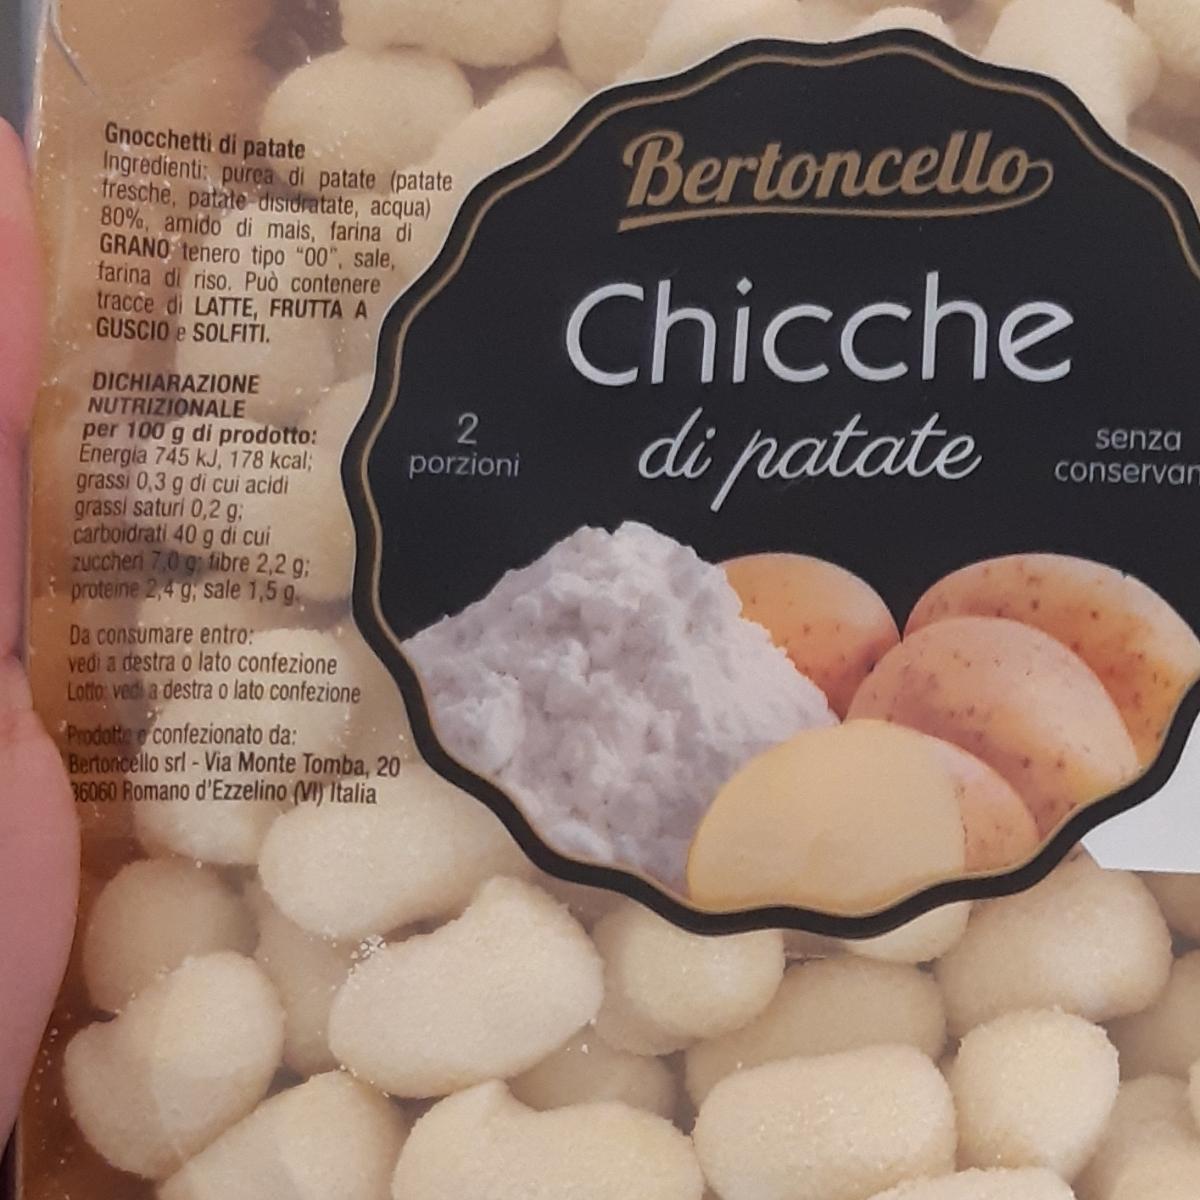 Gnocchetti di patate
Ingredienti: purea di patate (patate
fresche, patate disidratate, acqua)
80%, amido di mais, farina di
GRANO tenero tipo "00", sale,
farina di riso. Può contenere
tracce di LATTE, FRUTTA A
GUSCIO e SOLFITI.
DICHIARAZIONE
NUTRIZIONALE
per 100 g di prodotto:
Energia 745 kJ, 178 kcal;
grassi 0,3 g di cui acidi
grassi saturi 0,2 g;
carboidrati 40 g di cui
zuccheri 7,0 g; fibre 2,2 g;
proteine 2,4 g; sale 1,5 g.
Da consumare entro:
vedi a destra o lato confezione
Lotto: vedi a destra o lato confezione
Prodotto e confezionato da:
Bertoncello srl - Via Monte Tomba, 20
36060 Romano d'Ezzelino (VI) Italia
Bertoncello
Chicche
di patate
2
porzioni
senza
conservan